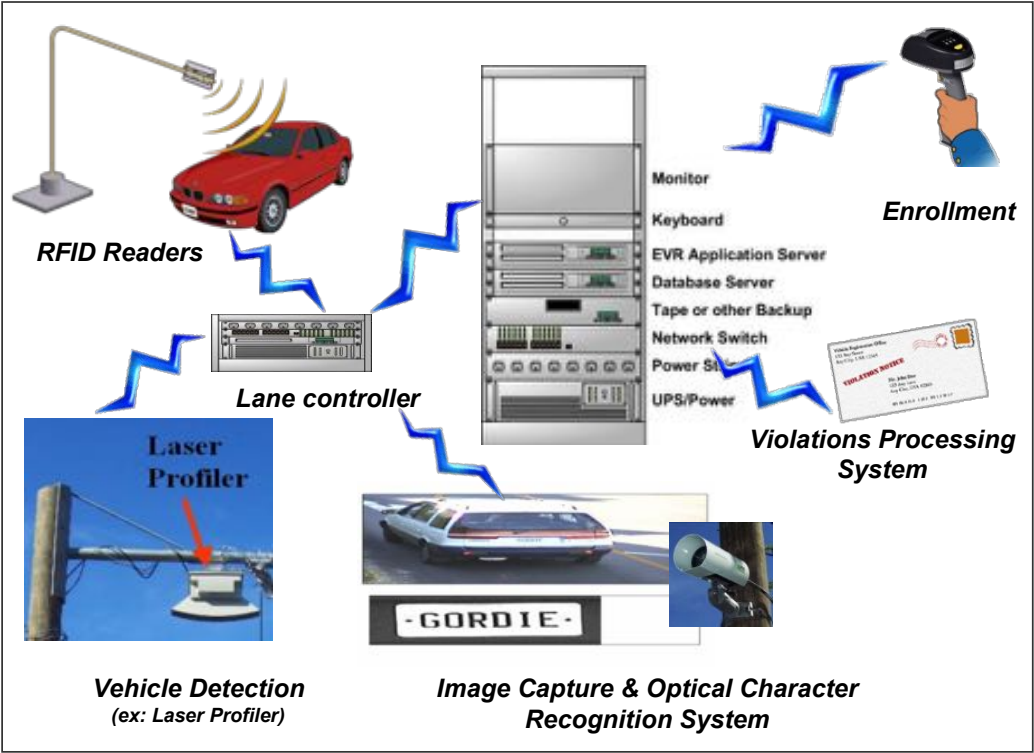 RFID Readers
Monitor
Keyboard
EVR Application Server
Database Server
Tape or other Backup
Network Switch
Power
UPS/Power
Enrollment
VIOLATION NOTICE
Violations Processing
System
Lane controller
Laser
Profiler
·GORDIE·
Vehicle Detection
(ex: Laser Profiler)
Image Capture & Optical Character
Recognition System